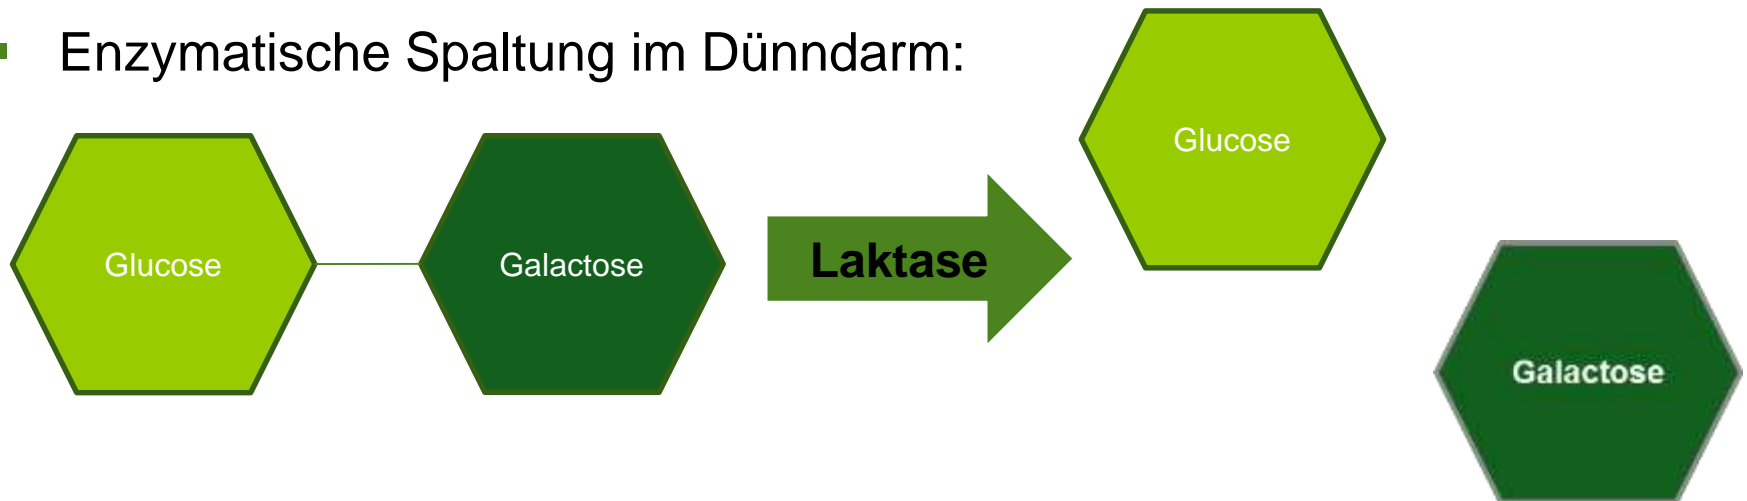 Enzymatische Spaltung im Dünndarm:
Glucose
Galactose
Laktase
Glucose
Galactose